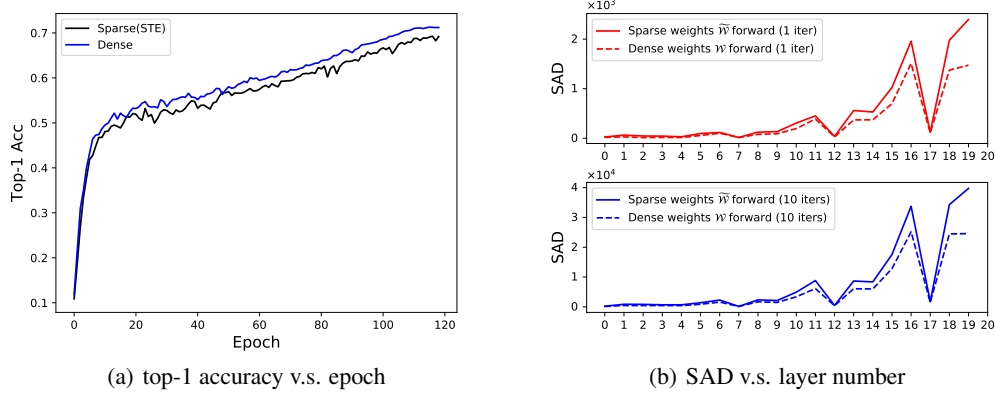 Sparse(STE)
Dense
Top-1 Acc
0.7
0.6
0.5
0.4
0.3
0.2
0.1
0 20 40 60 80 100 120
Epoch
(a) top-1 accuracy v.s. epoch
×10³
Sparse weights W̃ forward (1 iter)
Dense weights W forward (1 iter)
SAD
2
1
0
0 1 2 3 4 5 6 7 8 9 10 11 12 13 14 15 16 17 18 19 20
×10⁴
Sparse weights W̃ forward (10 iters)
Dense weights W forward (10 iters)
SAD
4
3
2
1
0
0 1 2 3 4 5 6 7 8 9 10 11 12 13 14 15 16 17 18 19 20
(b) SAD v.s. layer number